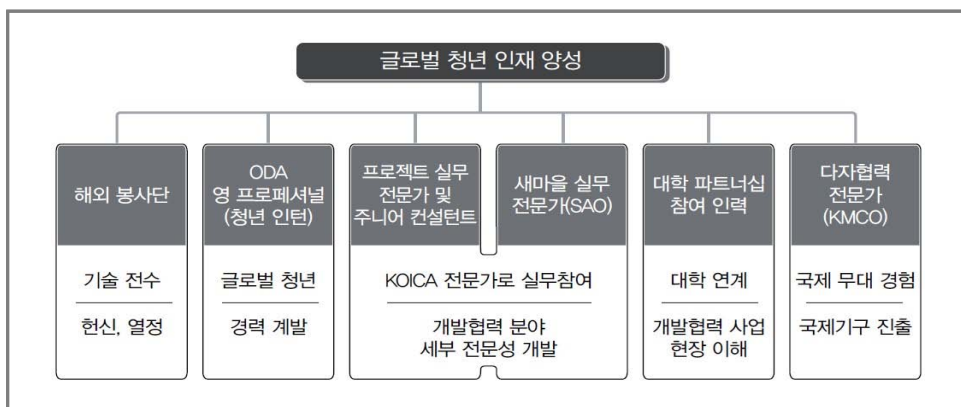 글로벌 청년 인재 양성
해외 봉사단
기술 전수
헌신, 열정
ODA
영 프로페셔널
(청년 인턴)
글로벌 청년
경력 계발
프로젝트 실무
전문가 및
주니어 컨설턴트
새마을 실무
전문가(SAO)
KOICA 전문가로 실무참여
개발협력 분야
세부 전문성 개발
대학 파트너십
참여 인력
대학 연계
개발협력 사업
현장 이해
다자협력
전문가
(KMCO)
국제 무대 경험
국제기구 진출